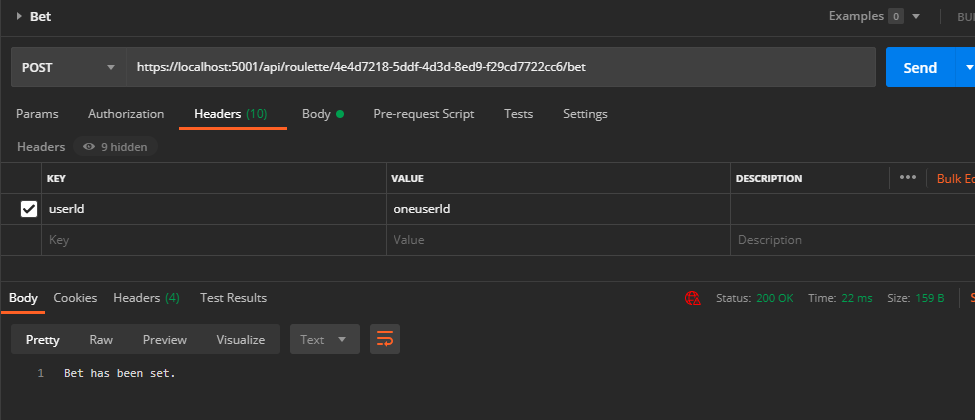 Bet Examples 0 BU
POST https://localhost:5001/api/roulette/4e4d7218-5ddf-4d3d-8ed9-f29cd7722cc6/bet Send
Params Authorization Headers (10) Body Pre-request Script Tests Settings
Headers 9 hidden
KEY VALUE DESCRIPTION ••• Bulk Ed
userId oneuserId
Key Value Description
Body Cookies Headers (4) Test Results Status: 200 OK Time: 22 ms Size: 159 B S
Pretty Raw Preview Visualize Text
1 Bet has been set.